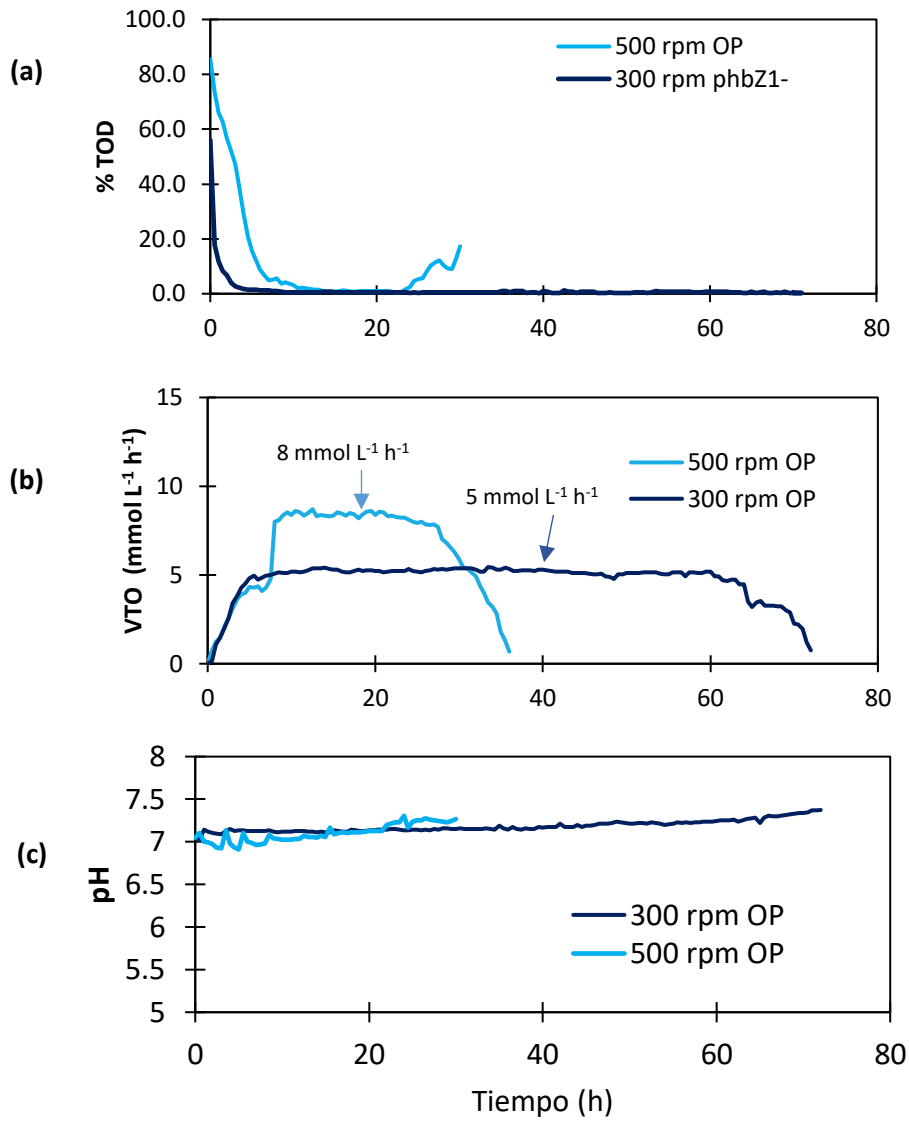 (a)
% TOD
100.0
80.0
60.0
40.0
20.0
0.0
500 rpm OP
300 rpm phbZ1-
0 20 40 60 80
(b)
VTO (mmol L⁻¹ h⁻¹)
15
10
5
0
8 mmol L⁻¹ h⁻¹
5 mmol L⁻¹ h⁻¹
500 rpm OP
300 rpm OP
0 20 40 60 80
(c)
pH
8
7.5
7
6.5
6
5.5
5
300 rpm OP
500 rpm OP
0 20 40 60 80
Tiempo (h)